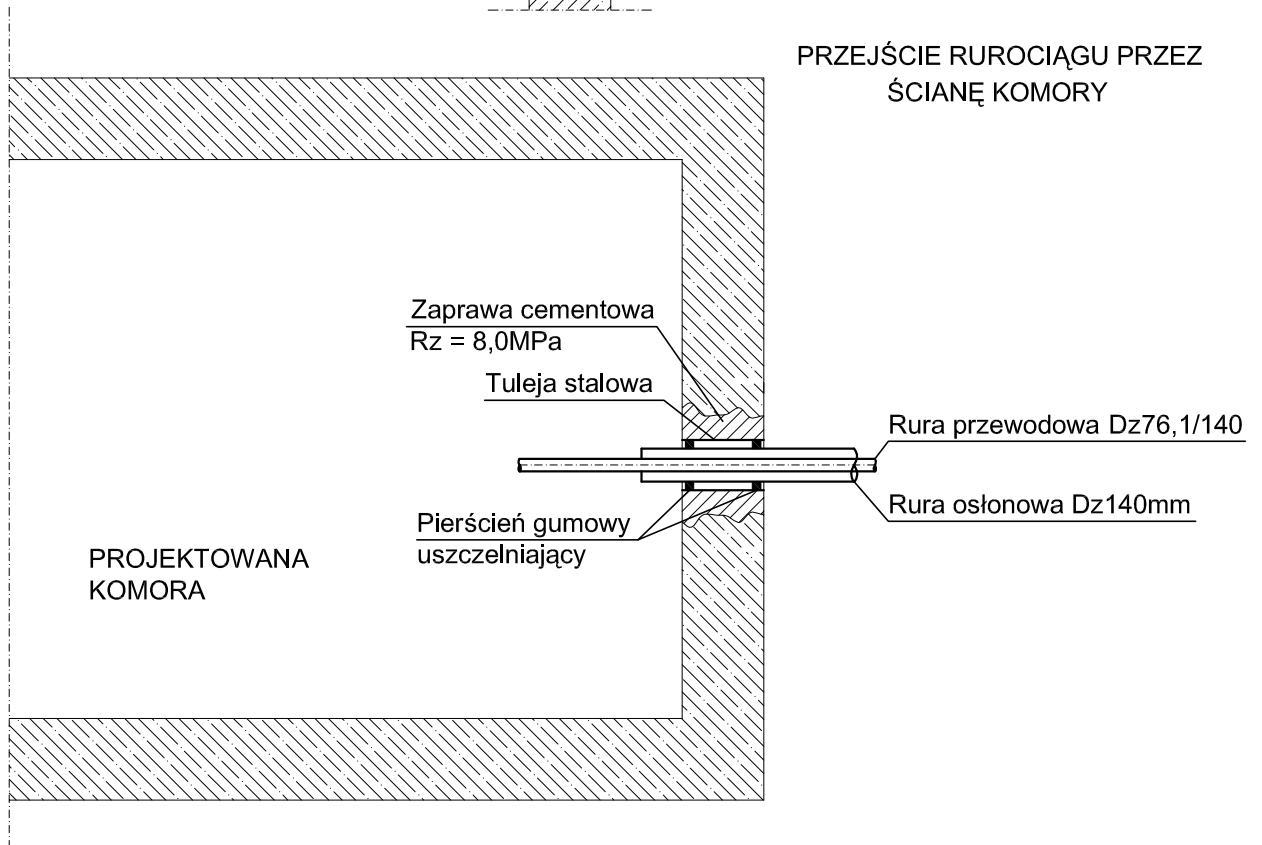 PRZEJŚCIE RUROCIĄGU PRZEZ
ŚCIANĘ KOMORY
Zaprawa cementowa
Rz = 8,0MPa
Tuleja stalowa
Rura przewodowa Dz76,1/140
Rura osłonowa Dz140mm
Pierścień gumowy
uszczelniający
PROJEKTOWANA
KOMORA